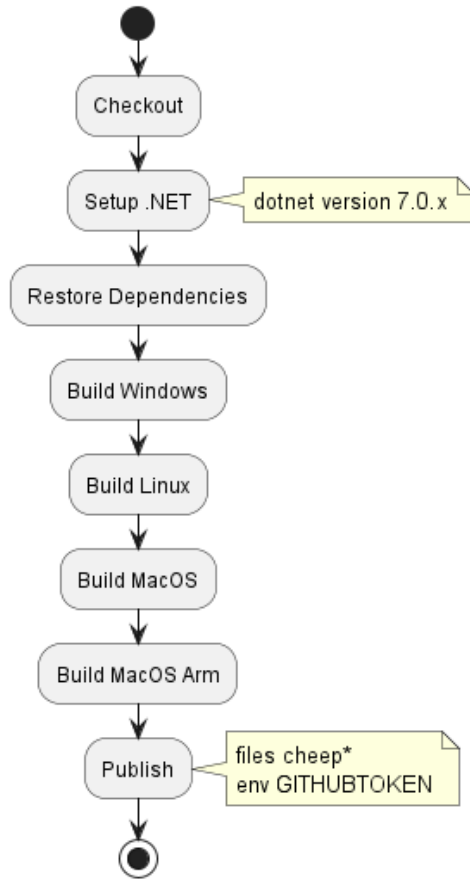 Checkout
Setup .NET
dotnet version 7.0.x
Restore Dependencies
Build Windows
Build Linux
Build MacOS
Build MacOS Arm
Publish
files cheep*
env GITHUBTOKEN